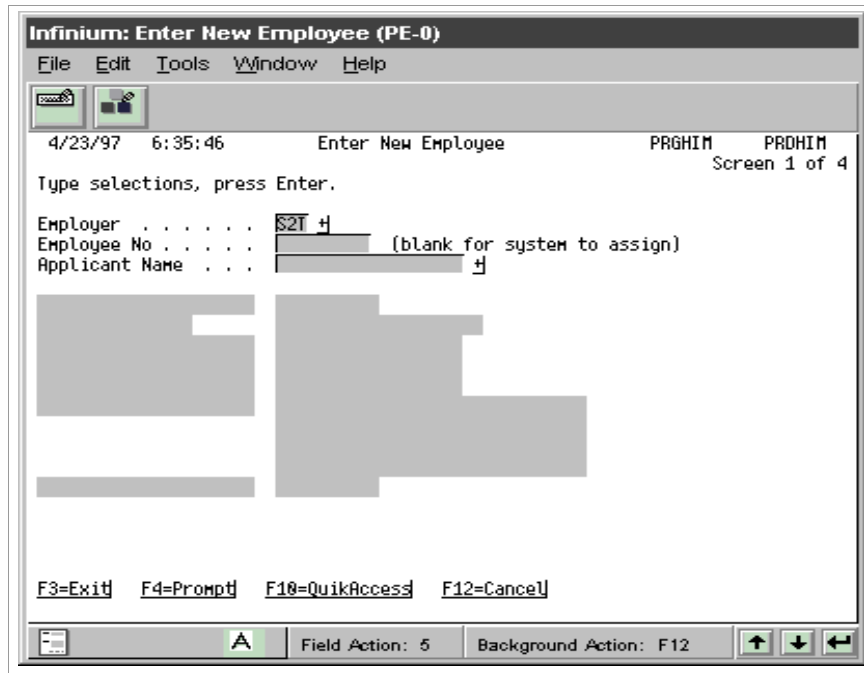 Infinium: Enter New Employee (PE-0)
File Edit Tools Window Help
4/23/97 6:35:46 Enter New Employee PRGHIM PRDHIM
Screen 1 of 4
Type selections, press Enter.
Employer . . . . . . S2T +
Employee No . . . . . (blank for system to assign)
Applicant Name . . . +
F3=Exit F4=Prompt F10=QuikAccess F12=Cancel
A Field Action: 5 Background Action: F12